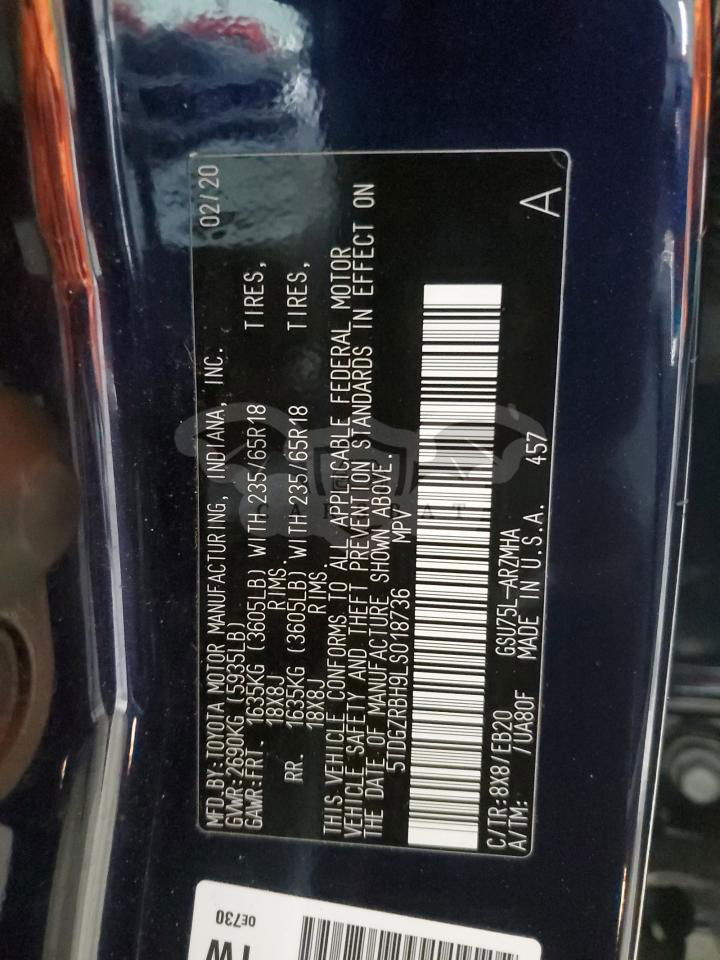 MFD BY:TOYOTA MOTOR MANUFACTURING, INDIANA, INC. 02/20
GVWR:2690KG (5935LB)
GAWR:FRT. 1635KG (3605LB) WITH 235/65R18 TIRES,
18X8J RIMS.
RR. 1635KG (3605LB) WITH 235/65R18 TIRES,
18X8J RIMS.
THIS VEHICLE CONFORMS TO ALL APPLICABLE FEDERAL MOTOR
VEHICLE SAFETY AND THEFT PREVENTION STANDARDS IN EFFECT ON
THE DATE OF MANUFACTURE SHOWN ABOVE.
5TDGZRBH9LS018736 MPV
C/TR:8X8/EB20 GSU75L-ARZMHA
A/TM: /UA80F MADE IN U.S.A. 457
A
0E730
TW